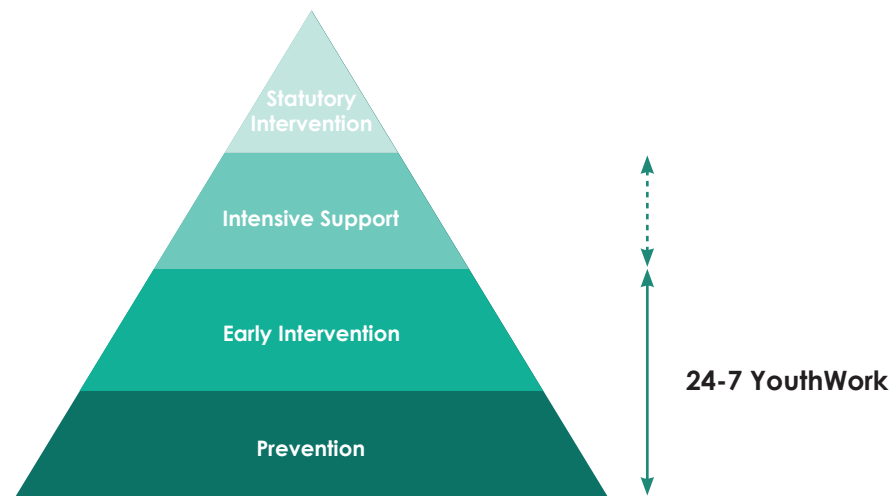 Statutory
Intervention
Intensive Support
Early Intervention
24-7 YouthWork
Prevention